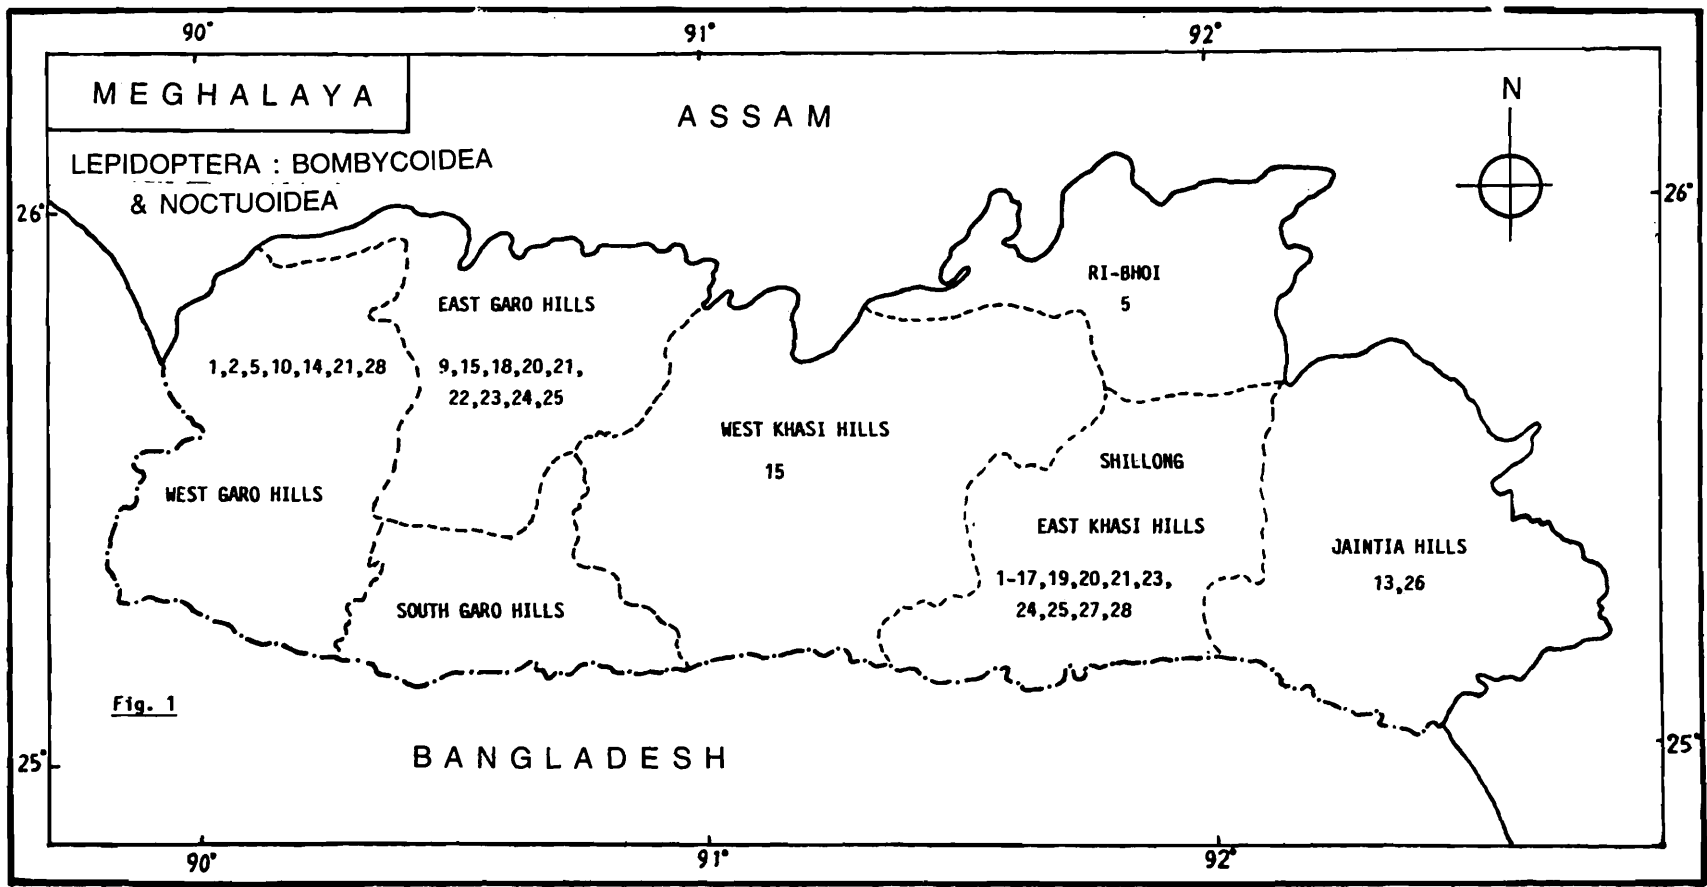 90° 91° 92°
MEGHALAYA
ASSAM
N
LEPIDOPTERA : BOMBYCOIDEA
& NOCTUOIDEA
26° 26°
RI-BHOI
5
EAST GARO HILLS
9,15,18,20,21,
22,23,24,25
1,2,5,10,14,21,28
WEST GARO HILLS
WEST KHASI HILLS
15
SHILLONG
EAST KHASI HILLS
1-17,19,20,21,23,
24,25,27,28
JAINTIA HILLS
13,26
SOUTH GARO HILLS
Fig. 1
BANGLADESH
25° 25°
90° 91° 92°